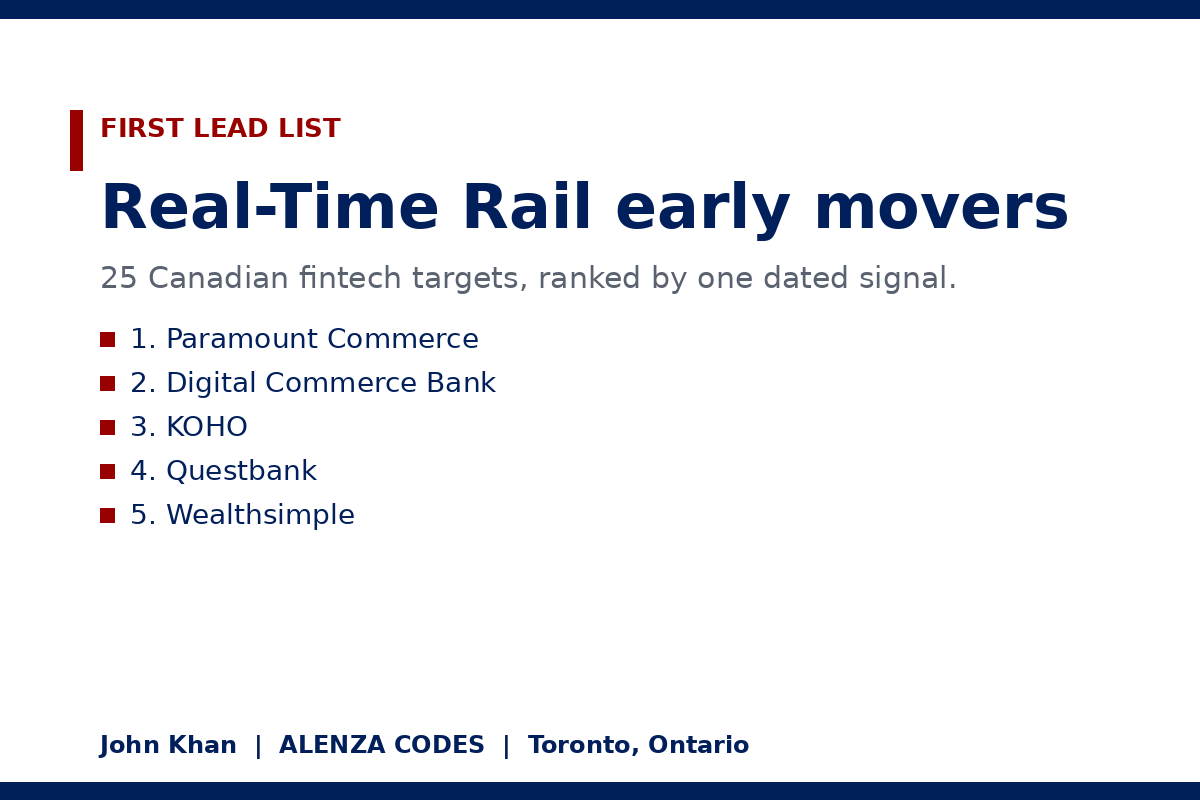 FIRST LEAD LIST
Real-Time Rail early movers
25 Canadian fintech targets, ranked by one dated signal.
1. Paramount Commerce
2. Digital Commerce Bank
3. KOHO
4. Questbank
5. Wealthsimple
John Khan | ALENZA CODES | Toronto, Ontario